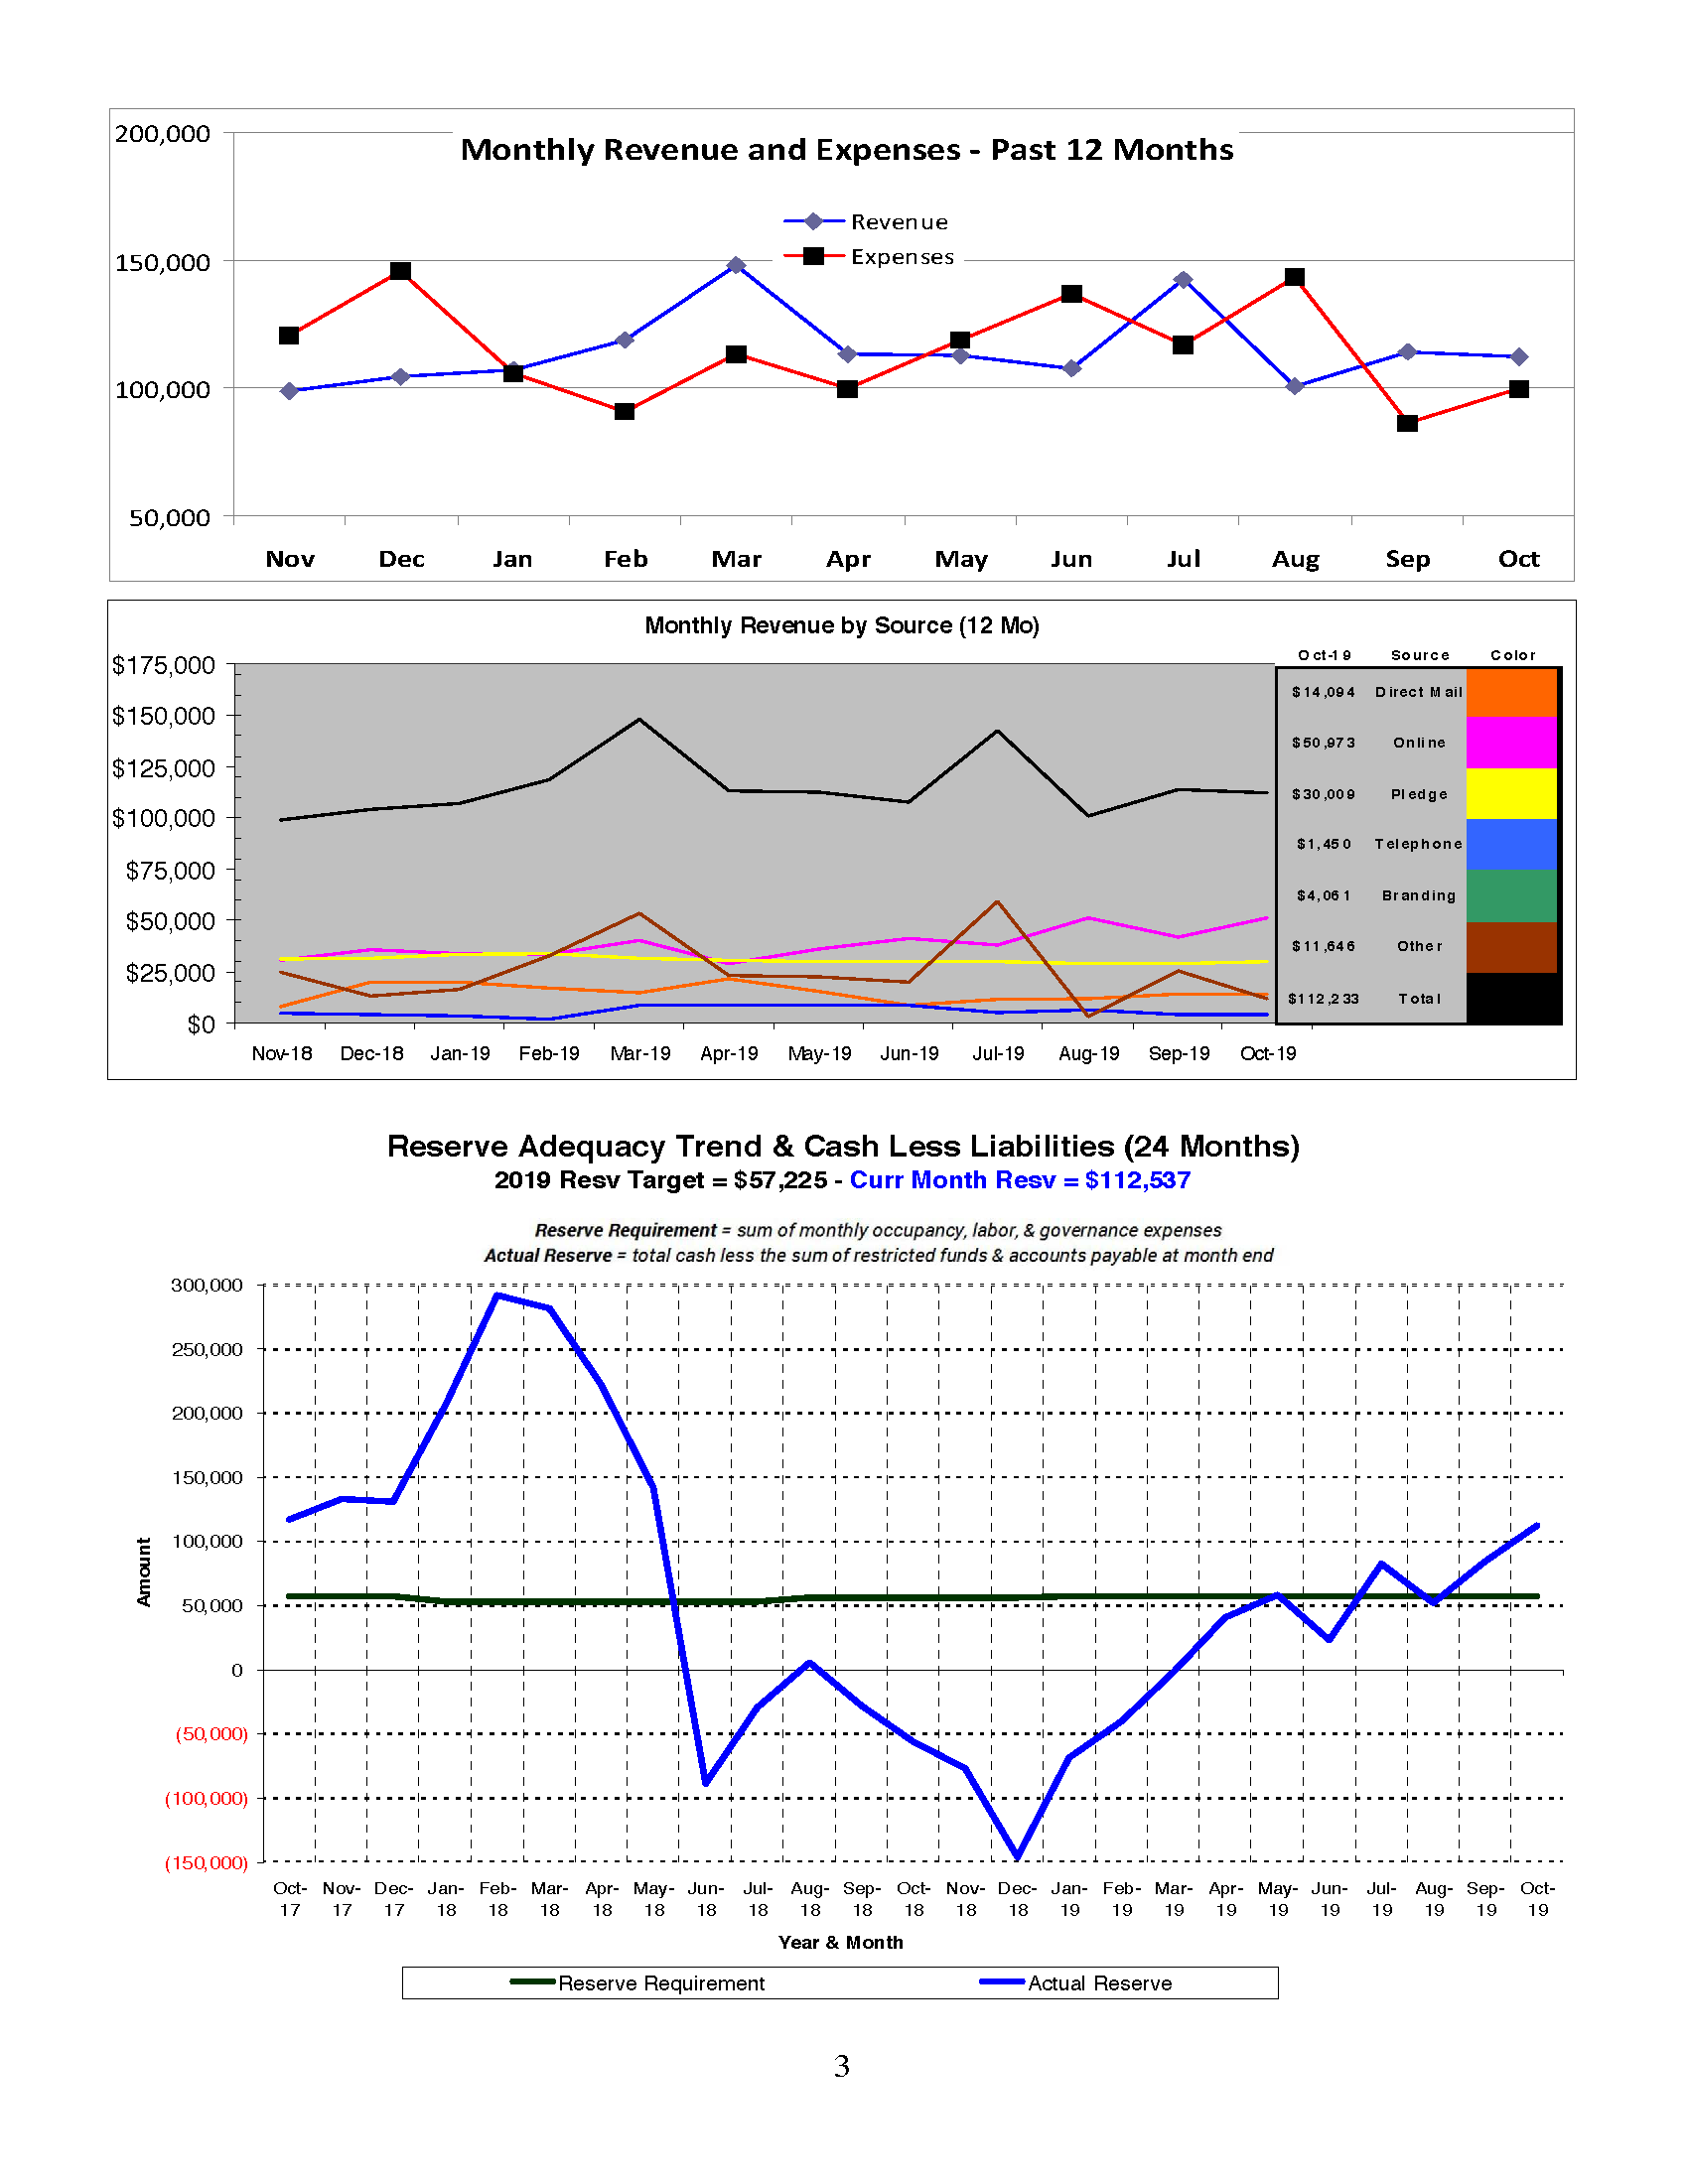 Monthly Revenue and Expenses - Past 12 Months
200,000
150,000
100,000
50,000
Revenue
Expenses
Nov Dec Jan Feb Mar Apr May Jun Jul Aug Sep Oct
Monthly Revenue by Source (12 Mo)
$175,000
$150,000
$125,000
$100,000
$75,000
$50,000
$25,000
$0
Nov-18 Dec-18 Jan-19 Feb-19 Mar-19 Apr-19 May-19 Jun-19 Jul-19 Aug-19 Sep-19 Oct-19
Oct-19 Source Color
$14,094 Direct Mail
$50,973 Online
$30,009 Pledge
$1,450 Telephone
$4,061 Branding
$11,646 Other
$112,233 Total
Reserve Adequacy Trend & Cash Less Liabilities (24 Months)
2019 Resv Target = $57,225 - Curr Month Resv = $112,537
Reserve Requirement = sum of monthly occupancy, labor, & governance expenses
Actual Reserve = total cash less the sum of restricted funds & accounts payable at month end
Amount
300,000
250,000
200,000
150,000
100,000
50,000
0
(50,000)
(100,000)
(150,000)
Oct- Nov- Dec- Jan- Feb- Mar- Apr- May- Jun- Jul- Aug- Sep- Oct- Nov- Dec- Jan- Feb- Mar- Apr- May- Jun- Jul- Aug- Sep- Oct-
17 17 17 18 18 18 18 18 18 18 18 18 18 18 18 19 19 19 19 19 19 19 19 19 19
Year & Month
Reserve Requirement Actual Reserve
3